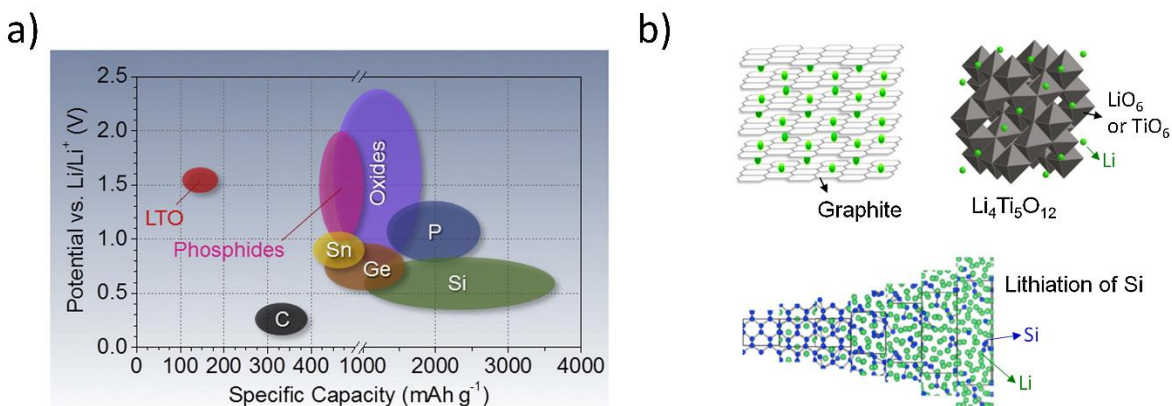 a)
2.5
2.0
1.5
1.0
0.5
0.0
Potential vs. Li/Li⁺ (V)
LTO
Phosphides
Oxides
Sn
Ge
P
Si
C
0 100 200 300 400 1000 2000 3000 4000
Specific Capacity (mAh g⁻¹)
b)
Graphite
LiO₆
or TiO₆
Li
Li₄Ti₅O₁₂
Lithiation of Si
Si
Li